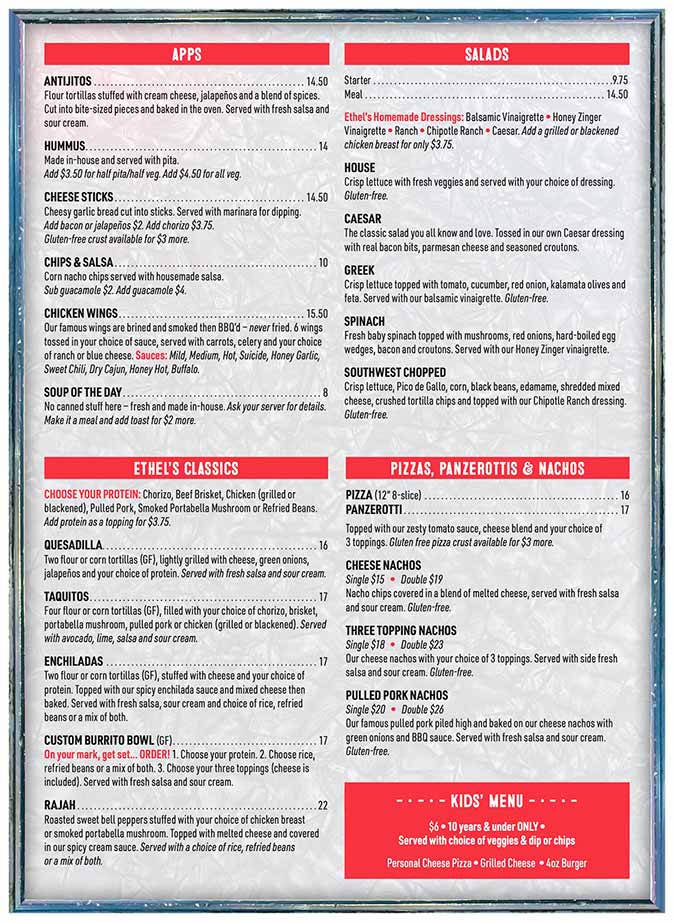 APPS
ANTIJITOS 14.50
Flour tortillas stuffed with cream cheese, jalapeños and a blend of spices.
Cut into bite-sized pieces and baked in the oven. Served with fresh salsa and
sour cream.
HUMMUS 14
Made in-house and served with pita.
Add $3.50 for half pita/half veg. Add $4.50 for all veg.
CHEESE STICKS 14.50
Cheesy garlic bread cut into sticks. Served with marinara for dipping.
Add bacon or jalapeños $2. Add chorizo $3.75.
Gluten-free crust available for $3 more.
CHIPS & SALSA 10
Corn nacho chips served with housemade salsa.
Sub guacamole $2. Add guacamole $4.
CHICKEN WINGS 15.50
Our famous wings are brined and smoked then BBQ'd – never fried. 6 wings
tossed in your choice of sauce, served with carrots, celery and your choice
of ranch or blue cheese. Sauces: Mild, Medium, Hot, Suicide, Honey Garlic,
Sweet Chili, Dry Cajun, Honey Hot, Buffalo.
SOUP OF THE DAY 8
No canned stuff here – fresh and made in-house. Ask your server for details.
Make it a meal and add toast for $2 more.
SALADS
Starter 9.75
Meal 14.50
Ethel's Homemade Dressings: Balsamic Vinaigrette • Honey Zinger
Vinaigrette • Ranch • Chipotle Ranch • Caesar. Add a grilled or blackened
chicken breast for only $3.75.
HOUSE
Crisp lettuce with fresh veggies and served with your choice of dressing.
Gluten-free.
CAESAR
The classic salad you all know and love. Tossed in our own Caesar dressing
with real bacon bits, parmesan cheese and seasoned croutons.
GREEK
Crisp lettuce topped with tomato, cucumber, red onion, kalamata olives and
feta. Served with our balsamic vinaigrette. Gluten-free.
SPINACH
Fresh baby spinach topped with mushrooms, red onions, hard-boiled egg
wedges, bacon and croutons. Served with our Honey Zinger vinaigrette.
SOUTHWEST CHOPPED
Crisp lettuce, Pico de Gallo, corn, black beans, edamame, shredded mixed
cheese, crushed tortilla chips and topped with our Chipotle Ranch dressing.
Gluten-free.
ETHEL'S CLASSICS
CHOOSE YOUR PROTEIN: Chorizo, Beef Brisket, Chicken (grilled or
blackened), Pulled Pork, Smoked Portabella Mushroom or Refried Beans.
Add protein as a topping for $3.75.
QUESADILLA 16
Two flour or corn tortillas (GF), lightly grilled with cheese, green onions,
jalapeños and your choice of protein. Served with fresh salsa and sour cream.
TAQUITOS 17
Four flour or corn tortillas (GF), filled with your choice of chorizo, brisket,
portabella mushroom, pulled pork or chicken (grilled or blackened). Served
with avocado, lime, salsa and sour cream.
ENCHILADAS 17
Two flour or corn tortillas (GF), stuffed with cheese and your choice of
protein. Topped with our spicy enchilada sauce and mixed cheese then
baked. Served with fresh salsa, sour cream and choice of rice, refried
beans or a mix of both.
CUSTOM BURRITO BOWL (GF) 17
On your mark, get set... ORDER! 1. Choose your protein. 2. Choose rice,
refried beans or a mix of both. 3. Choose your three toppings (cheese is
included). Served with fresh salsa and sour cream.
RAJAH 22
Roasted sweet bell peppers stuffed with your choice of chicken breast
or smoked portabella mushroom. Topped with melted cheese and covered
in our spicy cream sauce. Served with a choice of rice, refried beans
or a mix of both.
PIZZAS, PANZEROTTIS & NACHOS
PIZZA (12" 8-slice) 16
PANZEROTTI 17
Topped with our zesty tomato sauce, cheese blend and your choice of
3 toppings. Gluten free pizza crust available for $3 more.
CHEESE NACHOS
Single $15 • Double $19
Nacho chips covered in a blend of melted cheese, served with fresh salsa
and sour cream. Gluten-free.
THREE TOPPING NACHOS
Single $18 • Double $23
Our cheese nachos with your choice of 3 toppings. Served with side fresh
salsa and sour cream. Gluten-free.
PULLED PORK NACHOS
Single $20 • Double $26
Our famous pulled pork piled high and baked on our cheese nachos with
green onions and BBQ sauce. Served with fresh salsa and sour cream.
Gluten-free.
KIDS' MENU
$6 • 10 years & under ONLY •
Served with choice of veggies & dip or chips
Personal Cheese Pizza • Grilled Cheese • 4oz Burger